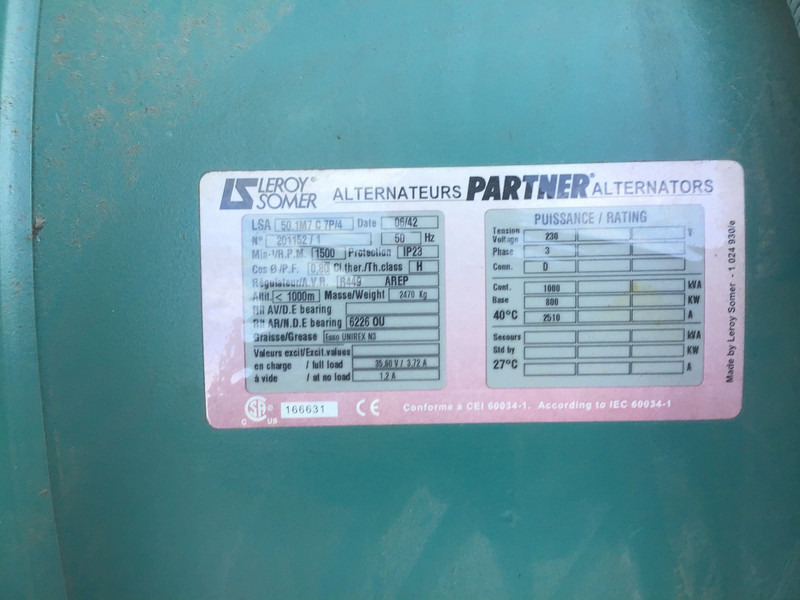 LS LEROY® SOMER ALTERNATEURS PARTNER® ALTERNATORS
LSA 50.1M7 C 7P/4 Date 06/42
N° 201152 / 1 50 Hz
Min-¹/R.P.M. 1500 Protection IP23
Cos Ø /P.F. 0,80 Cl.ther./Th.class H
Régulateur/A.V.R. R449 AREP
Altit. < 1000m Masse/Weight 2470 Kg
Rlt AV/D.E bearing
Rlt AR/N.D.E bearing 6226 OU
Graisse/Grease Esso UNIREX N3
Valeurs excit/Excit.values
en charge / full load 35,60 V / 3,72 A
à vide / at no load 1,2 A
PUISSANCE / RATING
Tension
Voltage 230 V
Phase 3
Conn. D
Cont. 1000 kVA
Base 800 KW
40°C 2510 A
Secours kVA
Std by KW
27°C A
C SA ® US 166631 CE Conforme à CEI 60034-1. According to IEC 60034-1
Made by Leroy Somer - 1 024 930/e